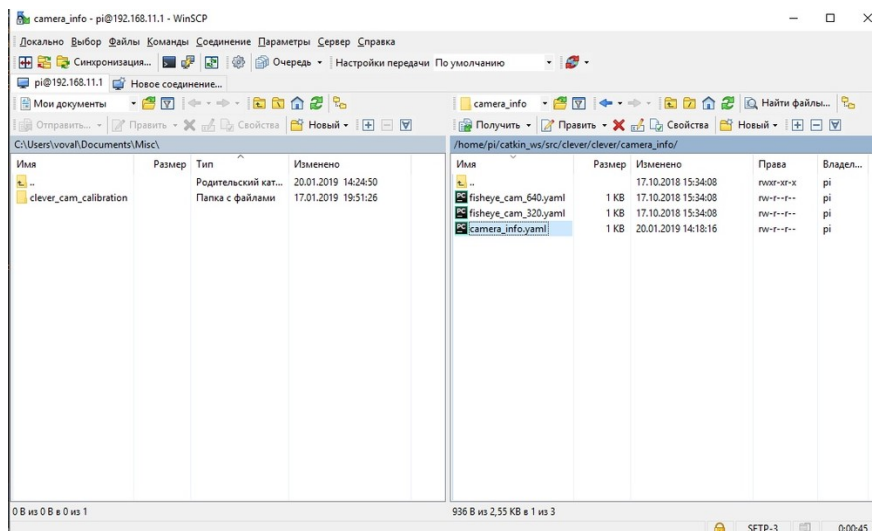 camera_info - pi@192.168.11.1 - WinSCP
Локально Выбор Файлы Команды Соединение Параметры Сервер Справка
Синхронизация... Очередь Настройки передачи По умолчанию
pi@192.168.11.1 Новое соединение...
Мои документы
Отправить... Править Свойства Новый
C:\Users\voval\Documents\Misc\
Имя Размер Тип Изменено
.. Родительский кат... 20.01.2019 14:24:50
clever_cam_calibration Папка с файлами 17.01.2019 19:51:26
0 B из 0 B в 0 из 1
camera_info Найти файлы...
Получить Править Свойства Новый
/home/pi/catkin_ws/src/clever/clever/camera_info/
Имя Размер Изменено Права Владел...
.. 17.10.2018 15:34:08 rwxr-xr-x pi
fisheye_cam_640.yaml 1 KB 17.10.2018 15:34:08 rw-r--r-- pi
fisheye_cam_320.yaml 1 KB 17.10.2018 15:34:08 rw-r--r-- pi
camera_info.yaml 1 KB 20.01.2019 14:18:16 rw-r--r-- pi
936 B из 2,55 KB в 1 из 3
SFTP-3 0:00:45